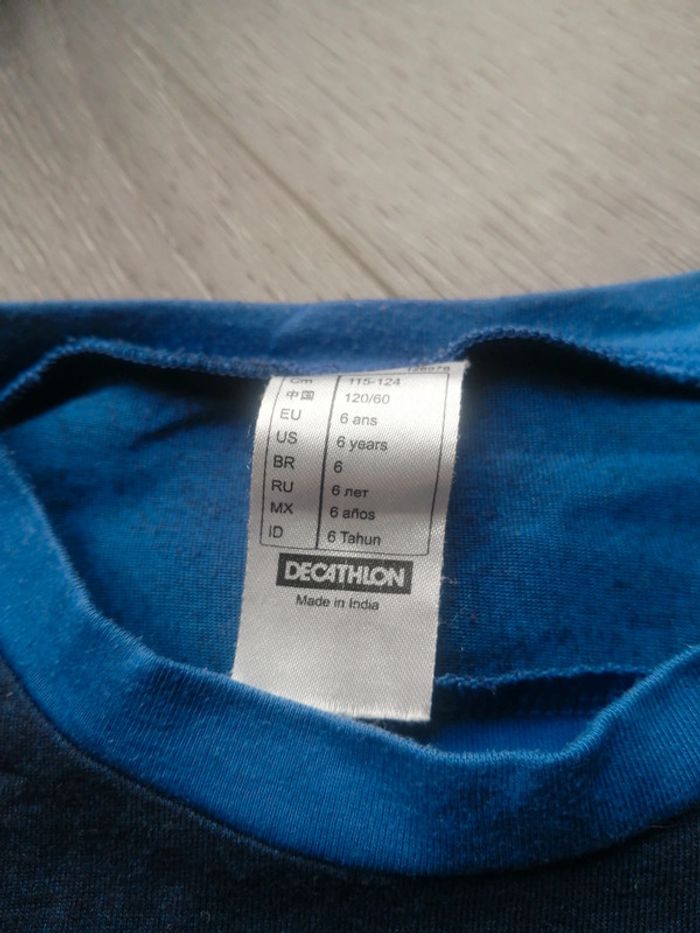 Cm 115-124
中国 120/60
EU 6 ans
US 6 years
BR 6
RU 6 лет
MX 6 años
ID 6 Tahun
DECATHLON
Made in India